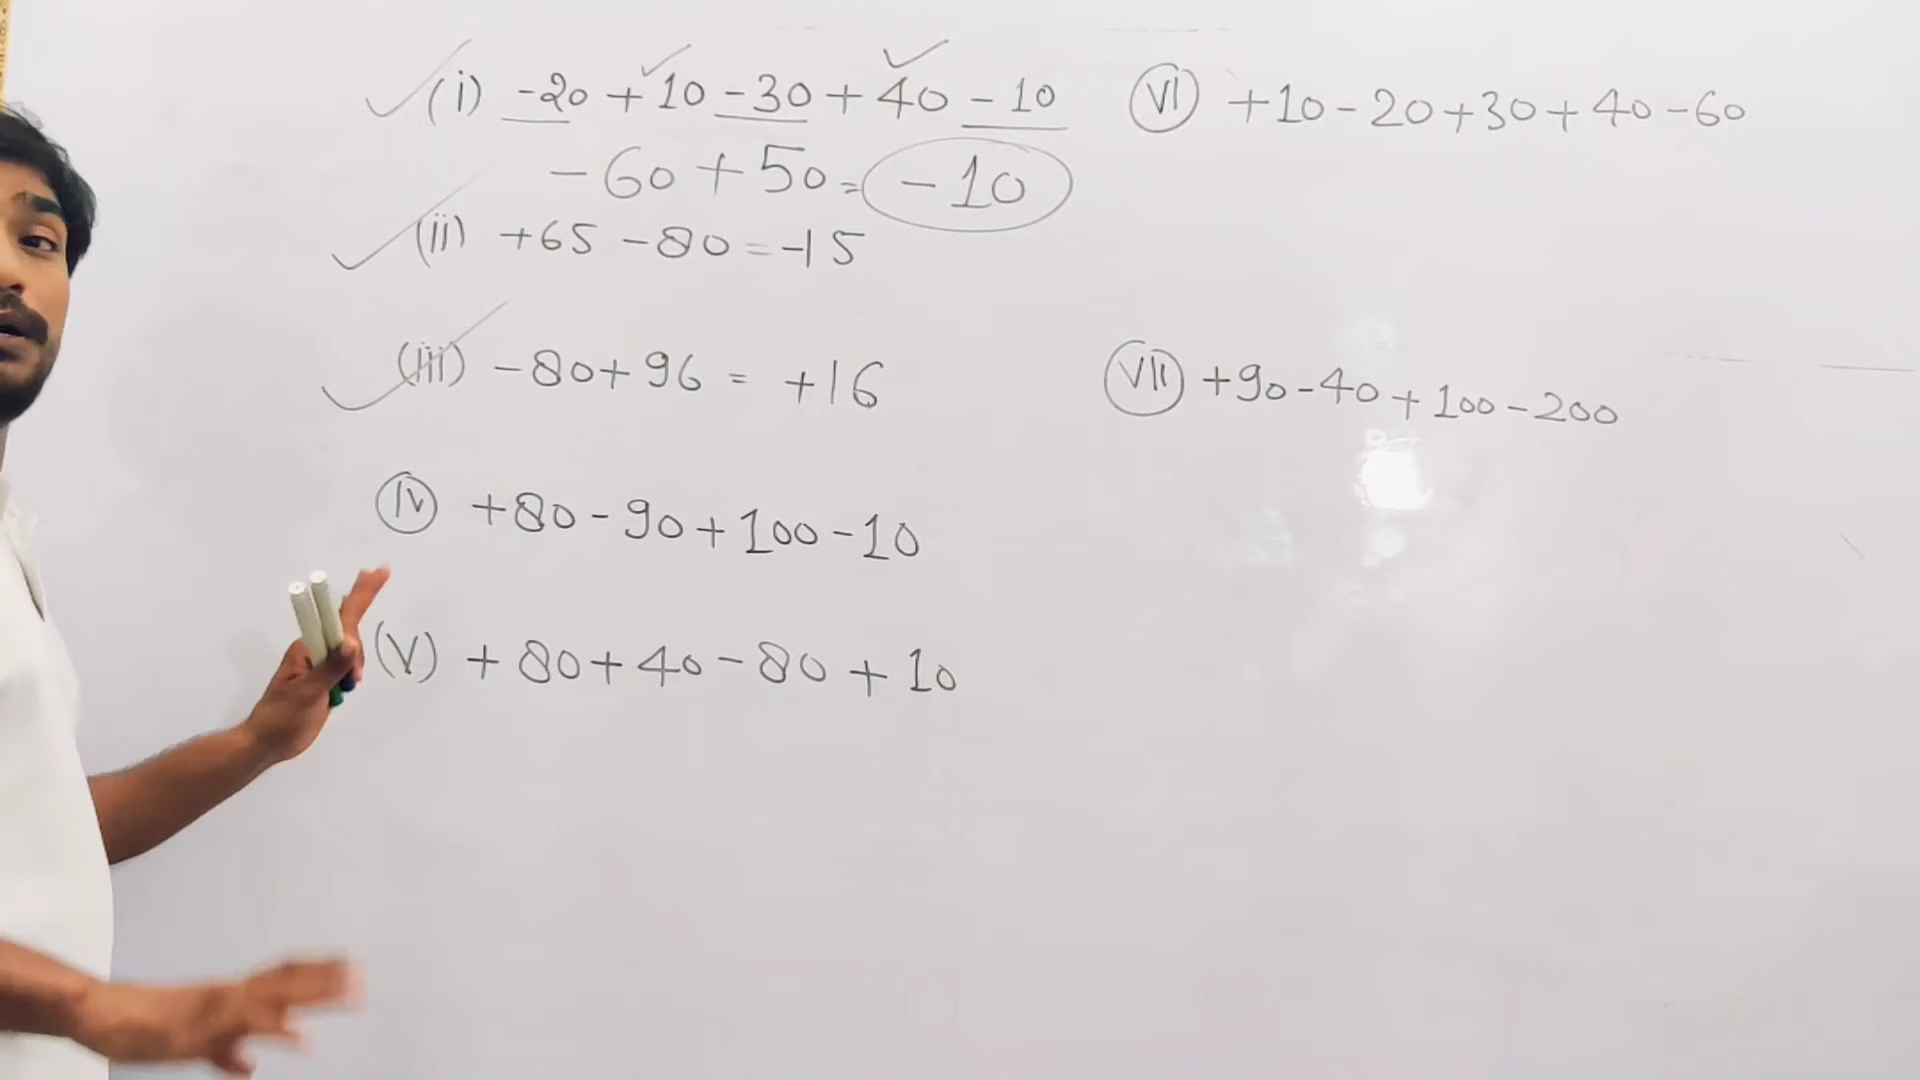 (i) -20 + 10 - 30 + 40 - 10
-60 + 50 = -10
(ii) +65 - 80 = -15
(iii) -80 + 96 = +16
(iv) +80 - 90 + 100 - 10
(v) + 80 + 40 - 80 + 10
(vi) +10 - 20 + 30 + 40 - 60
(vii) +90 - 40 + 100 - 200